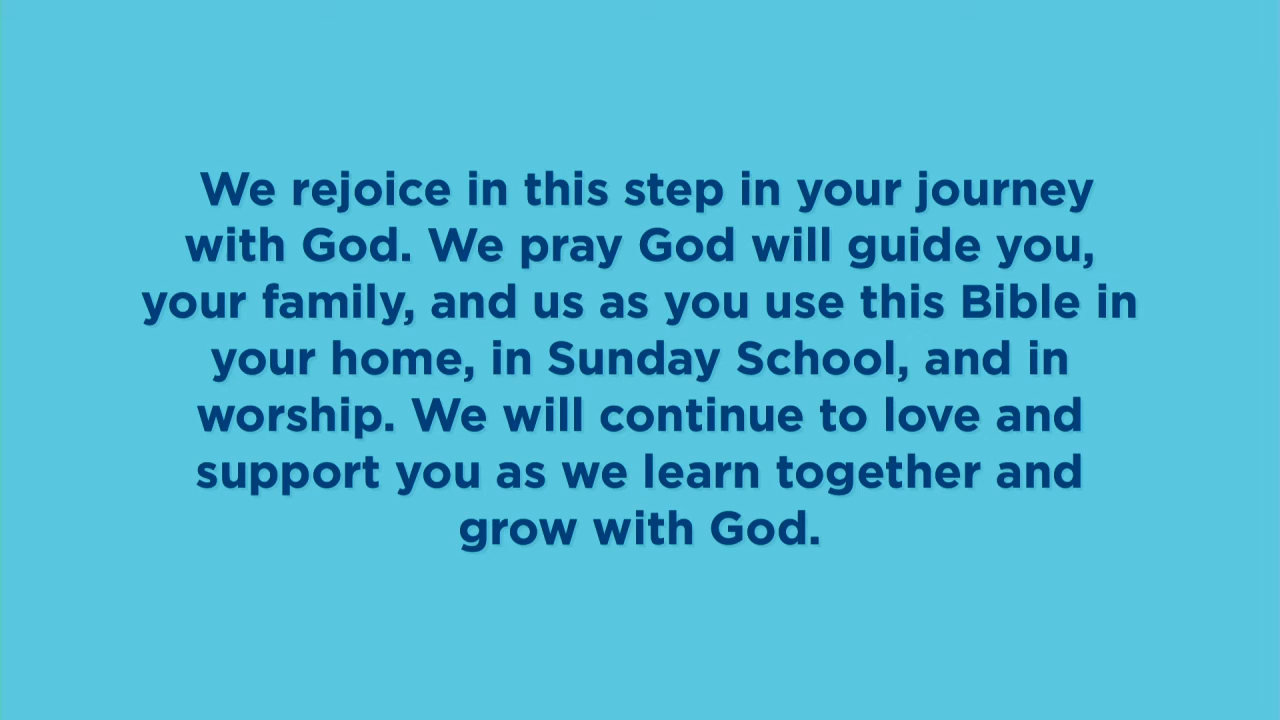 We rejoice in this step in your journey
with God. We pray God will guide you,
your family, and us as you use this Bible in
your home, in Sunday School, and in
worship. We will continue to love and
support you as we learn together and
grow with God.